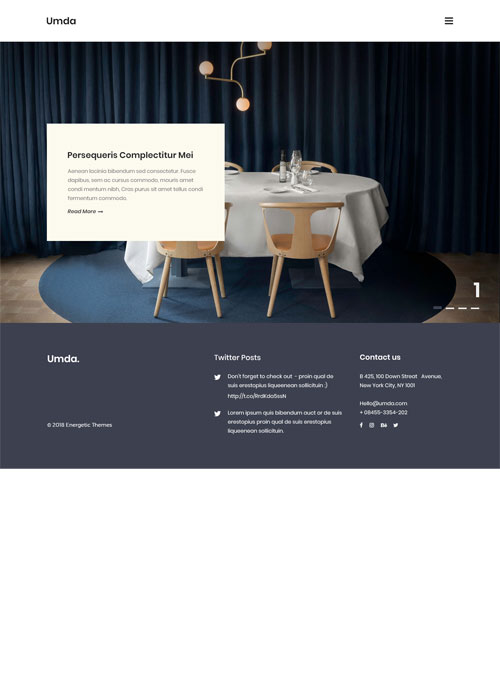 Umda
Persequeris Complectitur Mei
Aenean lacinia bibendum sed consectetur. Fusce
dapibus, sem ac cursus commodo, mauris amet
condi mentum nibh, Cras purus sit amet tellus condi
fermentum commodo.
Read More
1
Umda.
© 2018 Energetic Themes
Twitter Posts
Don't forget to check out - proin qual de
suis erestopius liqueenean sollicituin :)
http://t.co/RrdKdo5ssN
Lorem ipsum quis bibendum auct or de suis
erestopius proin qual de suis erestopius
liqueenean sollicituin.
Contact us
B 425, 100 Down Streat Avenue,
New York City, NY 1001
Hello@umda.com
+ 08455-3354-202
Bē